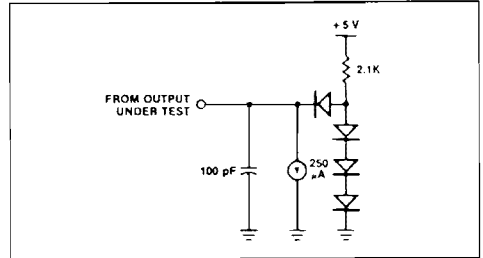 +5 V
2.1K
FROM OUTPUT
UNDER TEST
100 pF
250
µA